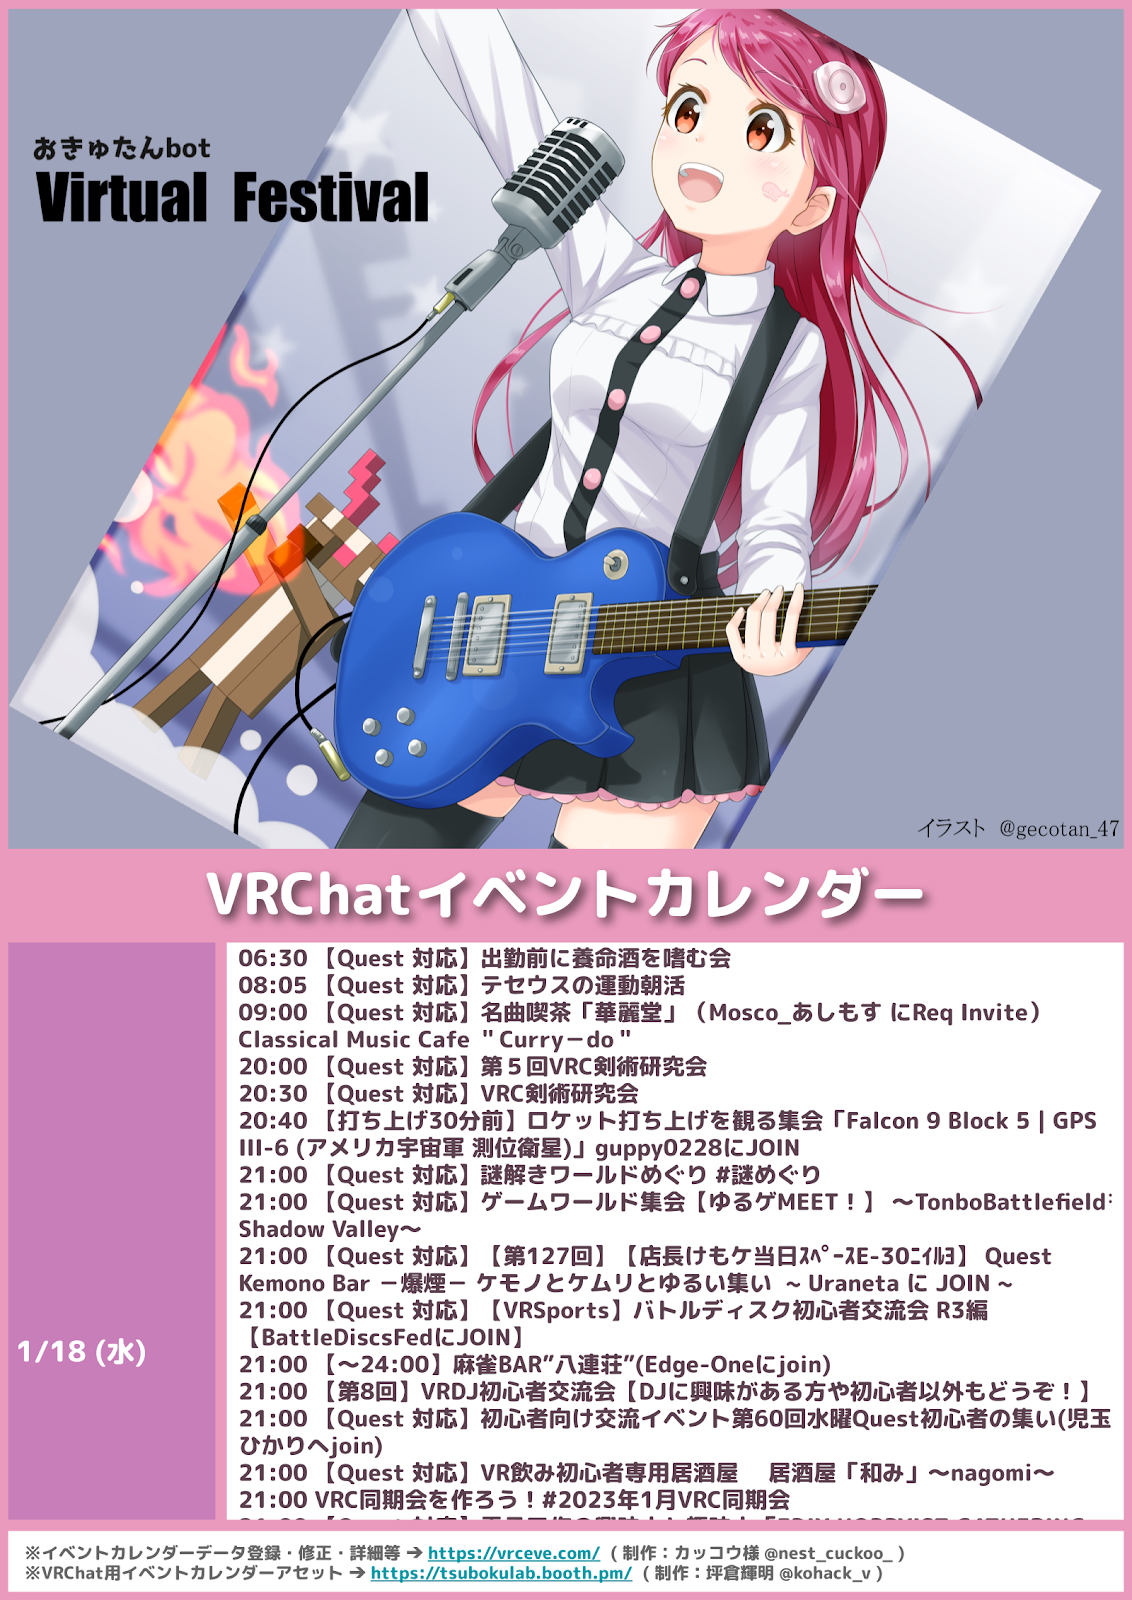 おきゅたんbot
Virtual Festival
イラスト @gecotan_47
VRChatイベントカレンダー
1/18 (水)
06:30 【Quest 対応】出勤前に養命酒を嗜む会
08:05 【Quest 対応】テセウスの運動朝活
09:00 【Quest 対応】名曲喫茶「華麗堂」（Mosco_あしもす にReq Invite）
Classical Music Cafe ＂Curry－do＂
20:00 【Quest 対応】第５回VRC剣術研究会
20:30 【Quest 対応】VRC剣術研究会
20:40 【打ち上げ30分前】ロケット打ち上げを観る集会「Falcon 9 Block 5 | GPS
III-6 (アメリカ宇宙軍 測位衛星)」guppy0228にJOIN
21:00 【Quest 対応】謎解きワールドめぐり #謎めぐり
21:00 【Quest 対応】ゲームワールド集会【ゆるゲMEET！】 ～TonboBattlefield:
Shadow Valley～
21:00 【Quest 対応】【第127回】【店長けもケ当日ｽﾍﾟｰｽE-30ﾆｲﾙﾖ】 Quest
Kemono Bar －爆煙－ ケモノとケムリとゆるい集い ~ Uraneta に JOIN ~
21:00 【Quest 対応】【VRSports】バトルディスク初心者交流会 R3編
【BattleDiscsFedにJOIN】
21:00 【～24:00】麻雀BAR”八連荘”(Edge-Oneにjoin)
21:00 【第8回】VRDJ初心者交流会【DJに興味がある方や初心者以外もどうぞ！】
21:00 【Quest 対応】初心者向け交流イベント第60回水曜Quest初心者の集い(児玉
ひかりへjoin)
21:00 【Quest 対応】VR飲み初心者専用居酒屋　居酒屋「和み」～nagomi～
21:00 VRC同期会を作ろう！#2023年1月VRC同期会
※イベントカレンダーデータ登録・修正・詳細等 ➔ https://vrceve.com/ ( 制作：カッコウ様 @nest_cuckoo_ )
※VRChat用イベントカレンダーアセット ➔ https://tsubokulab.booth.pm/ ( 制作：坪倉輝明 @kohack_v )